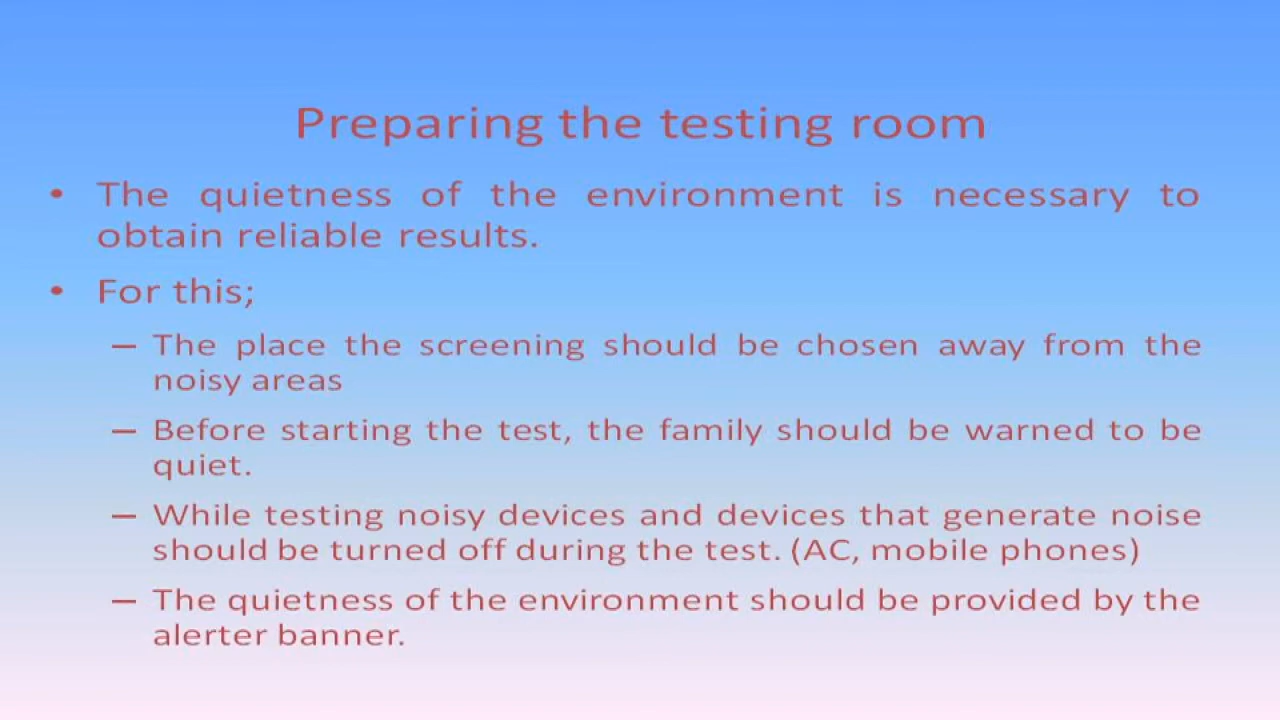 Preparing the testing room
• The quietness of the environment is necessary to
obtain reliable results.
• For this;
– The place the screening should be chosen away from the
noisy areas
– Before starting the test, the family should be warned to be
quiet.
– While testing noisy devices and devices that generate noise
should be turned off during the test. (AC, mobile phones)
– The quietness of the environment should be provided by the
alerter banner.